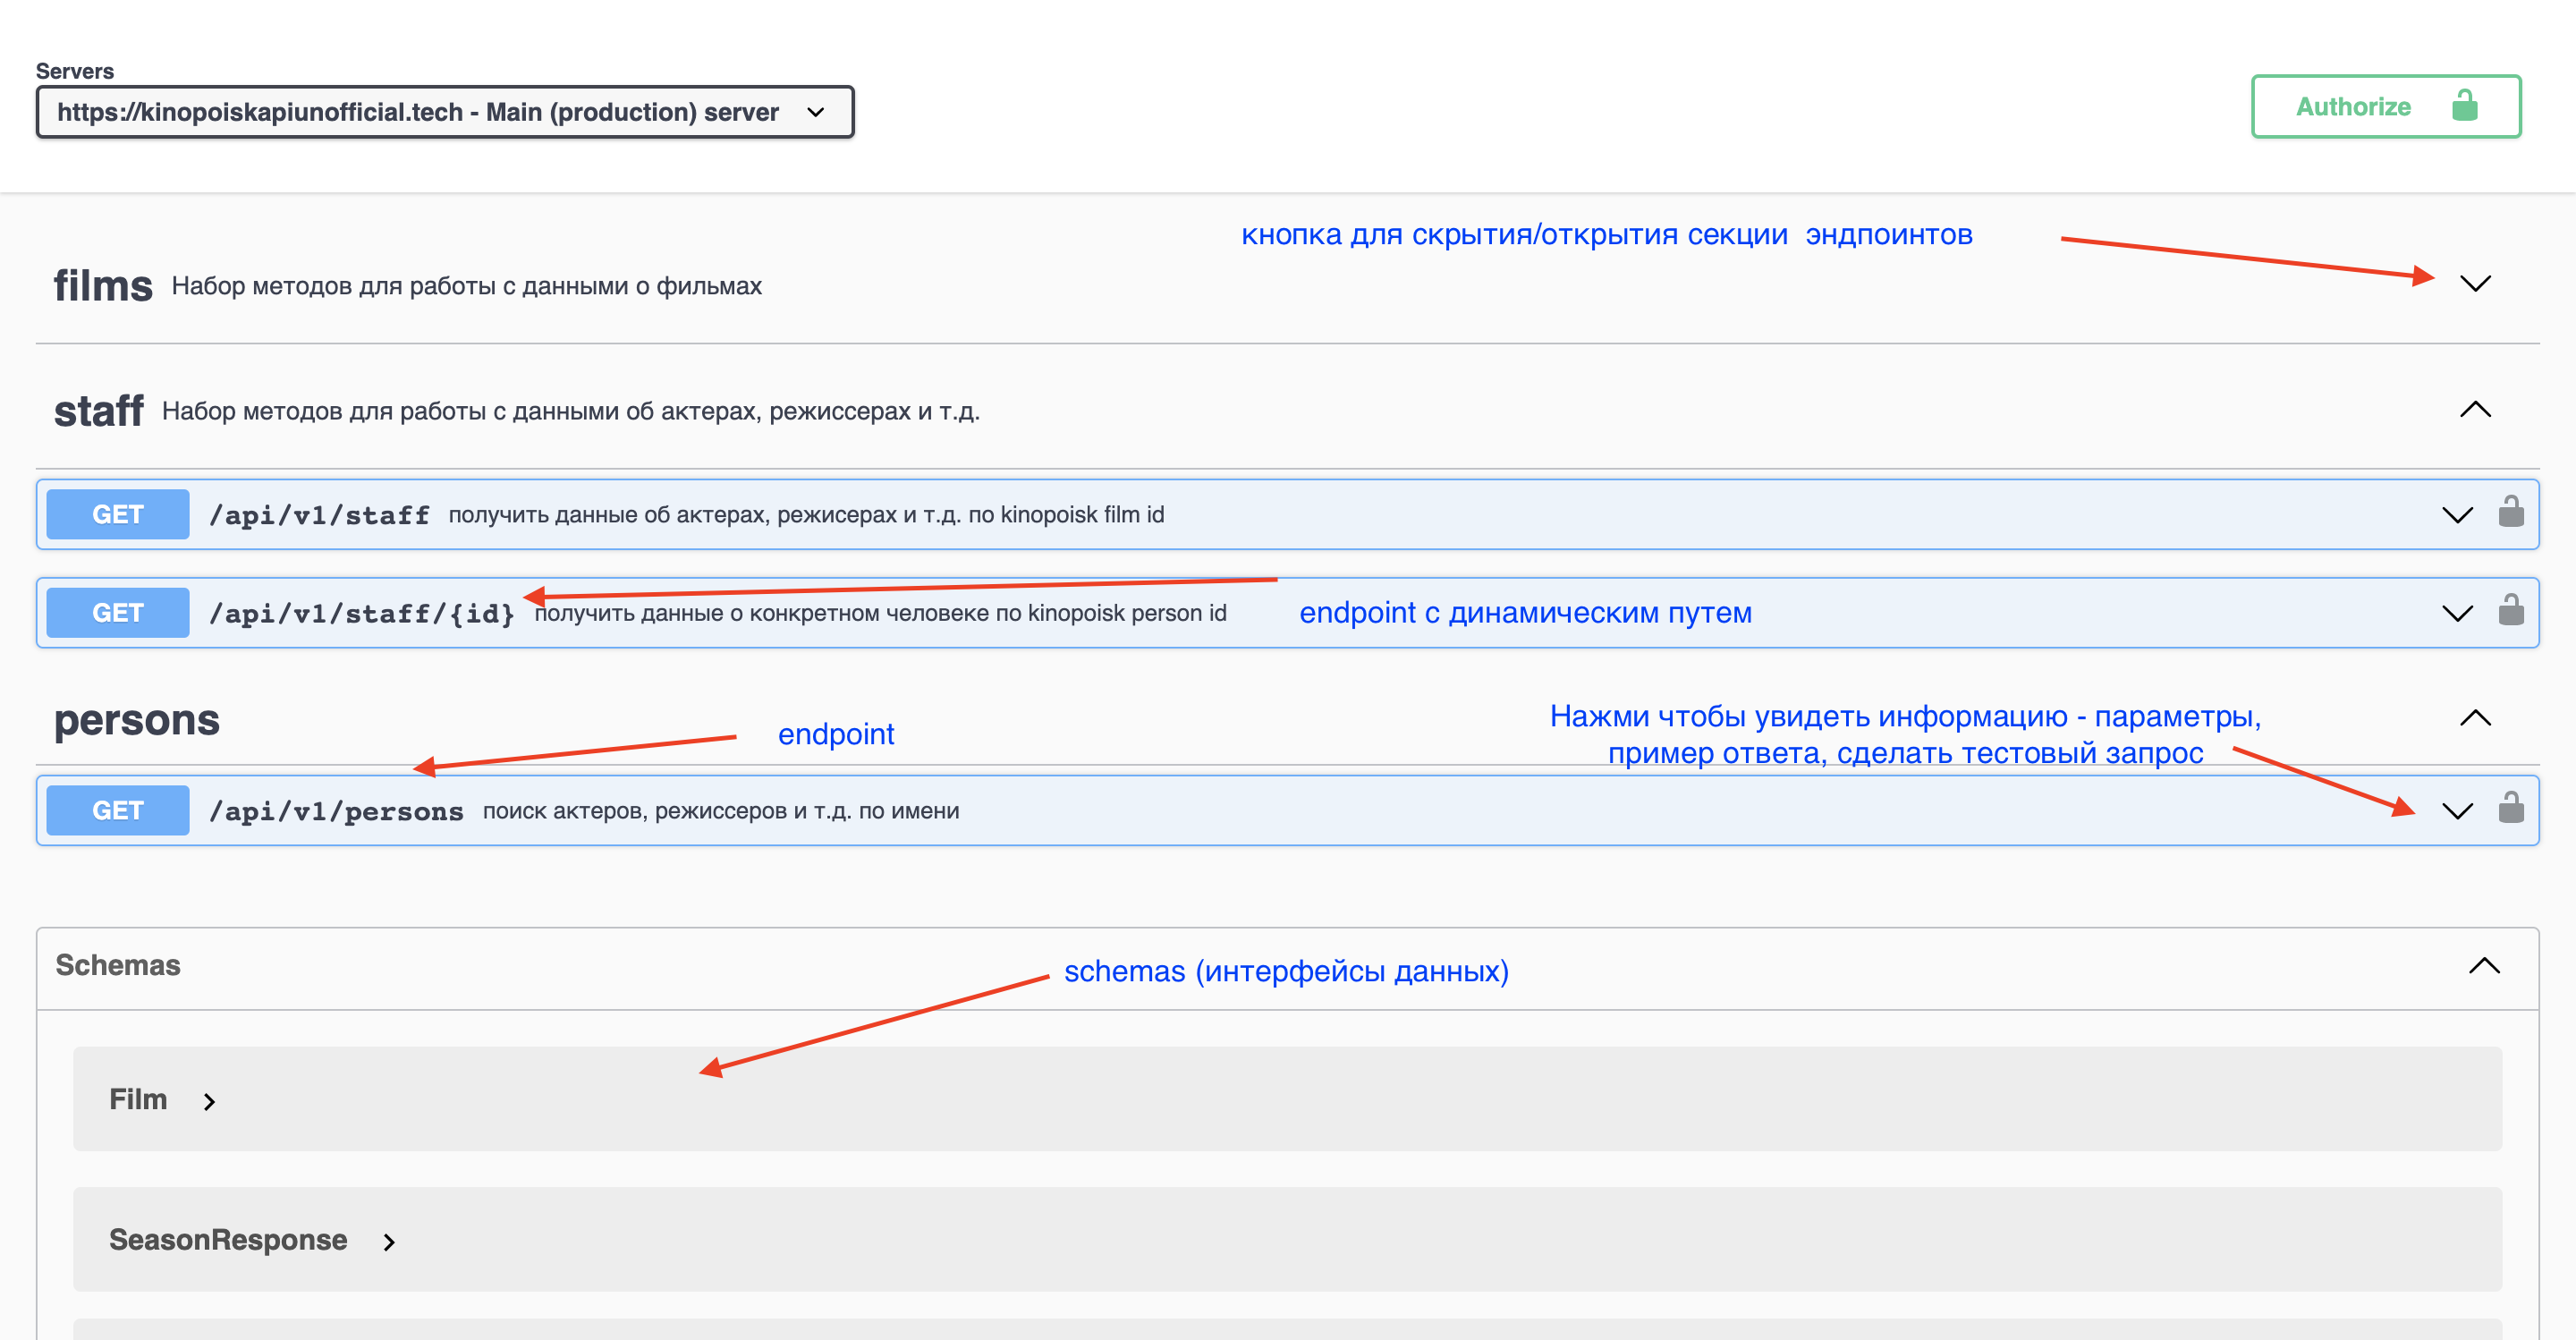 Servers
https://kinopoiskapiunofficial.tech - Main (production) server
Authorize
кнопка для скрытия/открытия секции эндпоинтов
films Набор методов для работы с данными о фильмах
staff Набор методов для работы с данными об актерах, режиссерах и т.д.
GET /api/v1/staff получить данные об актерах, режисерах и т.д. по kinopoisk film id
GET /api/v1/staff/{id} получить данные о конкретном человеке по kinopoisk person id endpoint с динамическим путем
persons
endpoint
Нажми чтобы увидеть информацию - параметры,
пример ответа, сделать тестовый запрос
GET /api/v1/persons поиск актеров, режиссеров и т.д. по имени
Schemas
schemas (интерфейсы данных)
Film
SeasonResponse